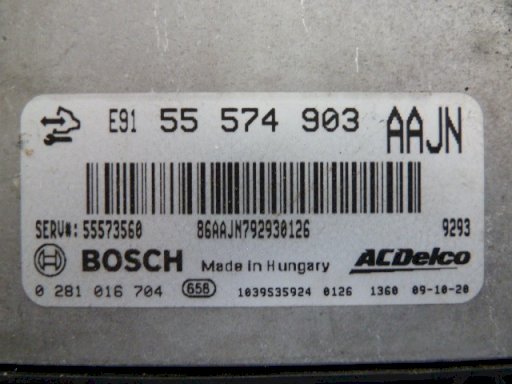 E91 55 574 903 AAJN
SERV#: 55573560 86AAJN792930126 9293
BOSCH Made in Hungary ACDelco
0 281 016 704 658 1039S35924 0126 1360 09-10-20